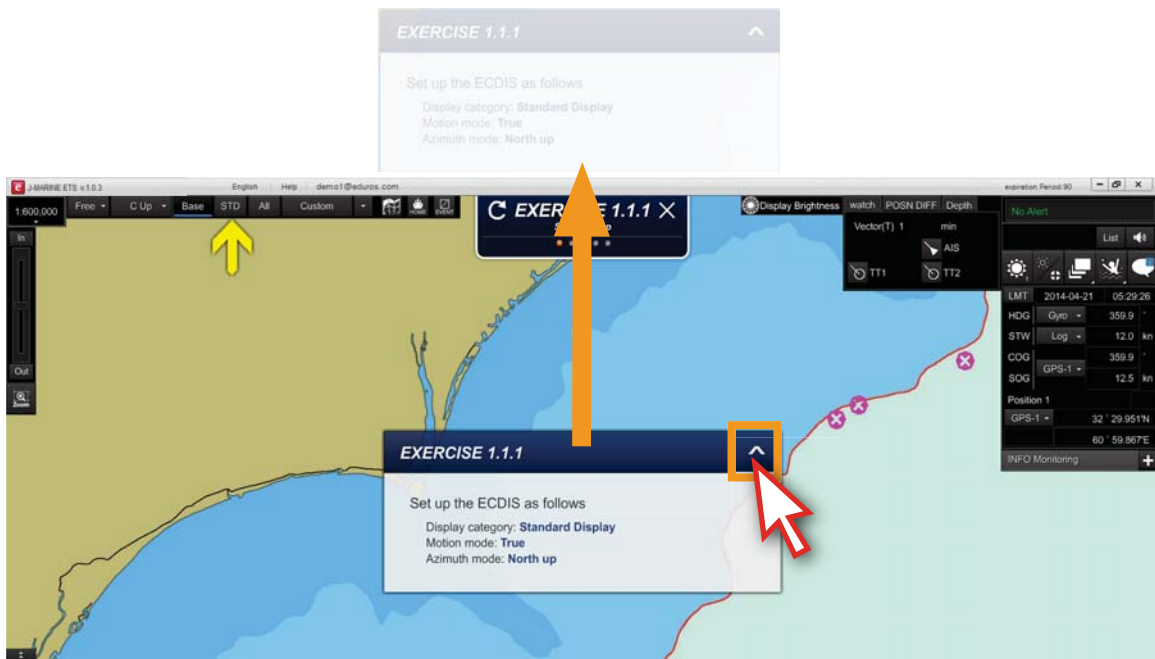 EXERCISE 1.1.1
Set up the ECDIS as follows
Display category: Standard Display
Motion mode: True
Azimuth mode: North up
J-MARINE ETS v 1.0.3 English Help demo1@eduros.com expiration Period:90
1:600,000 Free C Up Base STD All Custom HOME EVENT
EXERCISE 1.1.1
Display Brightness
watch POSN DIFF Depth
Vector(T) 1 min
AIS
TT1 TT2
No Alert
List
LMT 2014-04-21 05:29:26
HDG Gyro 359.9 °
STW Log 12.0 kn
COG GPS-1 359.9 °
SOG 12.5 kn
Position 1
GPS-1 32 ° 29.951'N
60 ° 59.867'E
INFO Monitoring
In
Out
Zoom
EXERCISE 1.1.1
Set up the ECDIS as follows
Display category: Standard Display
Motion mode: True
Azimuth mode: North up